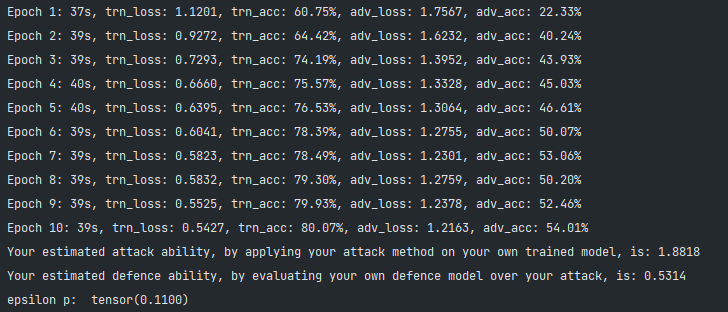 Epoch 1: 37s, trn_loss: 1.1201, trn_acc: 60.75%, adv_loss: 1.7567, adv_acc: 22.33%
Epoch 2: 39s, trn_loss: 0.9272, trn_acc: 64.42%, adv_loss: 1.6232, adv_acc: 40.24%
Epoch 3: 39s, trn_loss: 0.7293, trn_acc: 74.19%, adv_loss: 1.3952, adv_acc: 43.93%
Epoch 4: 40s, trn_loss: 0.6660, trn_acc: 75.57%, adv_loss: 1.3328, adv_acc: 45.03%
Epoch 5: 40s, trn_loss: 0.6395, trn_acc: 76.53%, adv_loss: 1.3064, adv_acc: 46.61%
Epoch 6: 39s, trn_loss: 0.6041, trn_acc: 78.39%, adv_loss: 1.2755, adv_acc: 50.07%
Epoch 7: 39s, trn_loss: 0.5823, trn_acc: 78.49%, adv_loss: 1.2301, adv_acc: 53.06%
Epoch 8: 39s, trn_loss: 0.5832, trn_acc: 79.30%, adv_loss: 1.2759, adv_acc: 50.20%
Epoch 9: 39s, trn_loss: 0.5525, trn_acc: 79.93%, adv_loss: 1.2378, adv_acc: 52.46%
Epoch 10: 39s, trn_loss: 0.5427, trn_acc: 80.07%, adv_loss: 1.2163, adv_acc: 54.01%
Your estimated attack ability, by applying your attack method on your own trained model, is: 1.8818
Your estimated defence ability, by evaluating your own defence model over your attack, is: 0.5314
epsilon p:  tensor(0.1100)